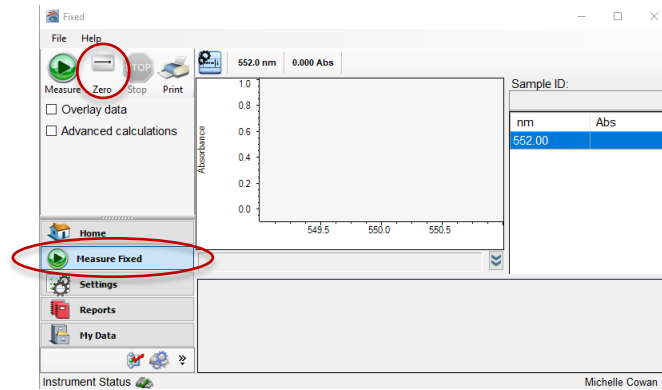 Fixed
File Help
Measure Zero Stop Print
STOP
552.0 nm 0.000 Abs
Overlay data
Advanced calculations
Absorbance
1.0
0.8
0.6
0.4
0.2
0.0
549.5 550.0 550.5
Sample ID:
nm Abs
552.00
Home
Measure Fixed
Settings
Reports
My Data
Instrument Status
Michelle Cowan